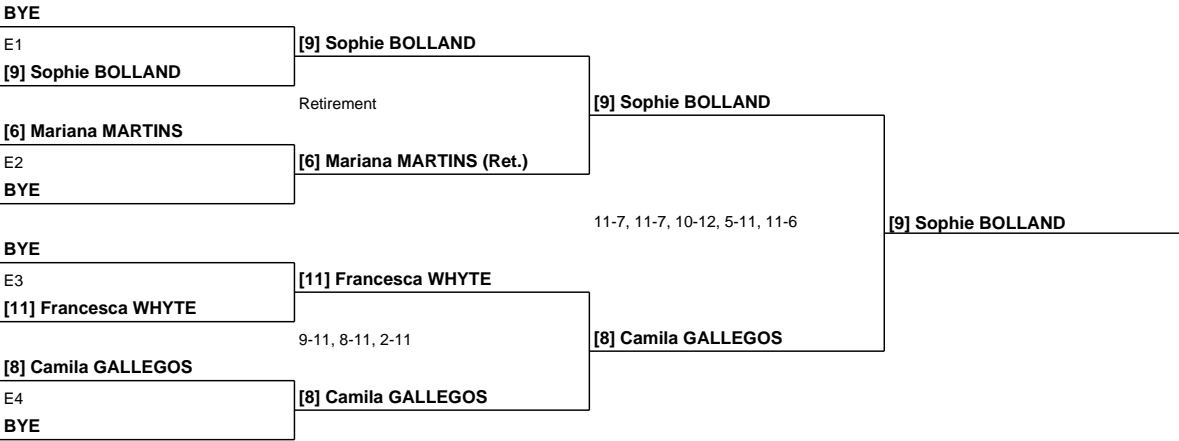 BYE
E1
[9] Sophie BOLLAND
[9] Sophie BOLLAND
Retirement
[9] Sophie BOLLAND
[6] Mariana MARTINS
E2
[6] Mariana MARTINS (Ret.)
BYE
11-7, 11-7, 10-12, 5-11, 11-6
[9] Sophie BOLLAND
BYE
E3
[11] Francesca WHYTE
[11] Francesca WHYTE
9-11, 8-11, 2-11
[8] Camila GALLEGOS
[8] Camila GALLEGOS
E4
[8] Camila GALLEGOS
BYE